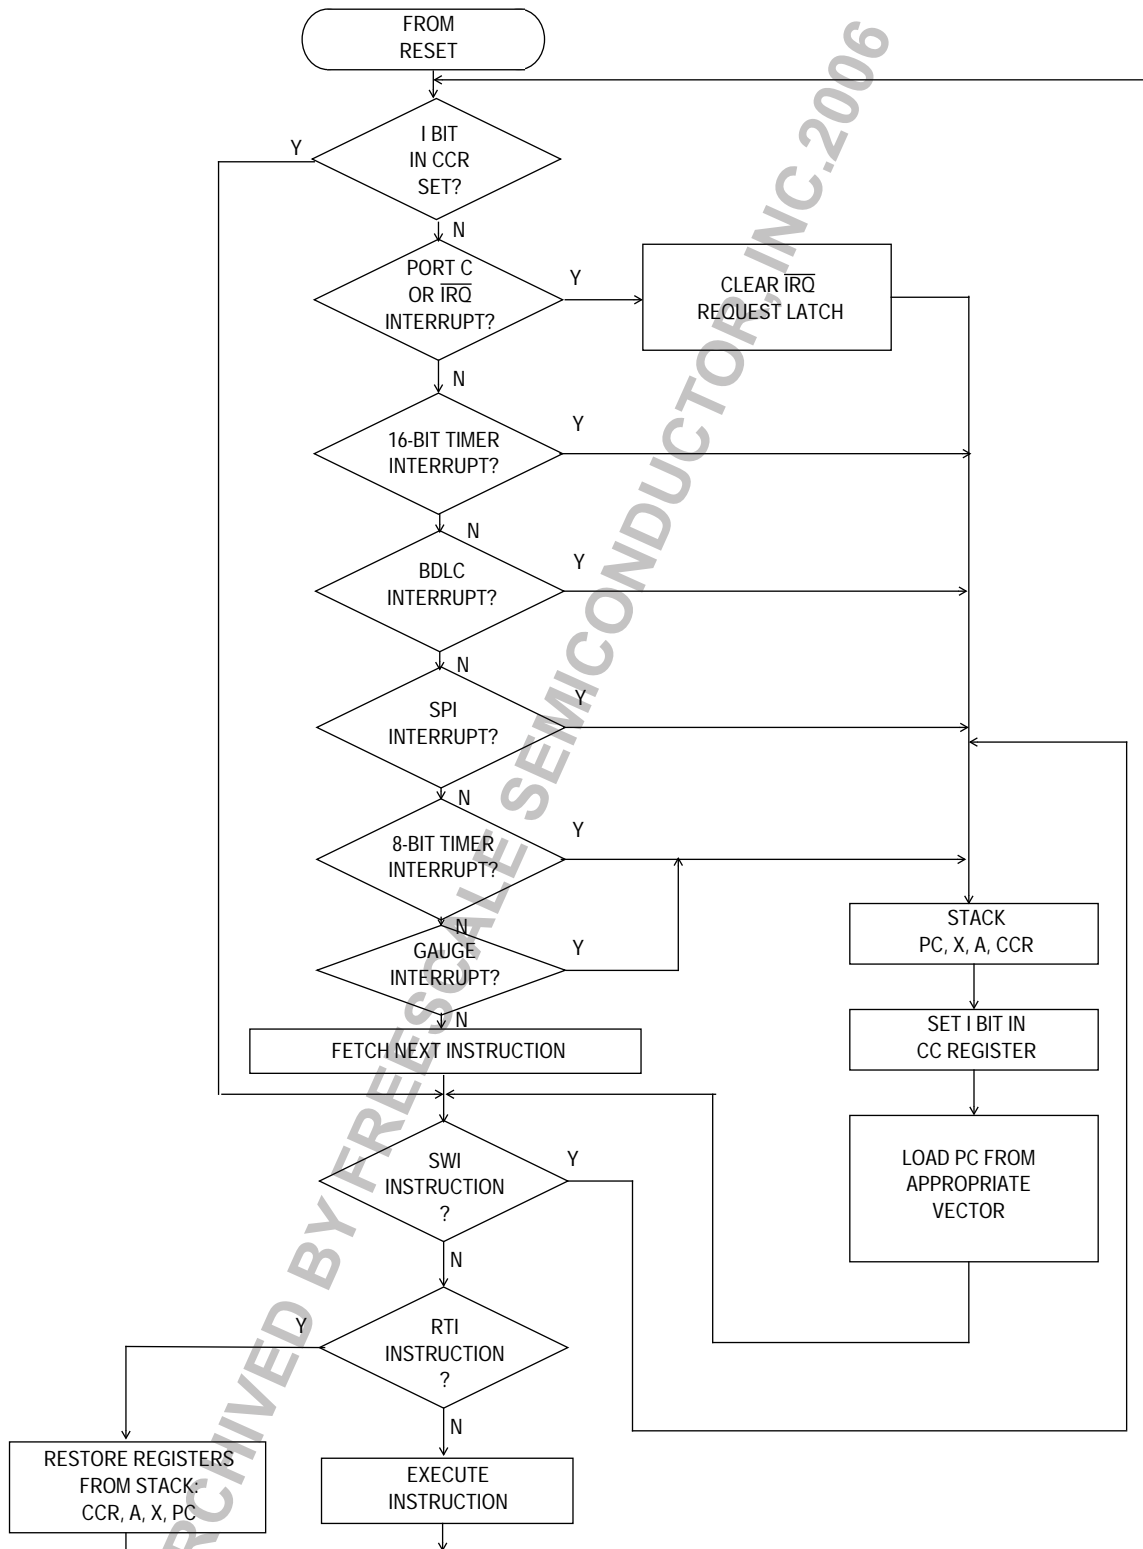 FROM
RESET
Y
I BIT
IN CCR
SET?
N
PORT C
OR IRQ
INTERRUPT?
Y
CLEAR IRQ
REQUEST LATCH
N
16-BIT TIMER
INTERRUPT?
Y
N
BDLC
INTERRUPT?
Y
N
SPI
INTERRUPT?
Y
N
8-BIT TIMER
INTERRUPT?
Y
N
GAUGE
INTERRUPT?
Y
N
FETCH NEXT INSTRUCTION
STACK
PC, X, A, CCR
SET I BIT IN
CC REGISTER
LOAD PC FROM
APPROPRIATE
VECTOR
SWI
INSTRUCTION
?
Y
N
RTI
INSTRUCTION
?
Y
N
RESTORE REGISTERS
FROM STACK:
CCR, A, X, PC
EXECUTE
INSTRUCTION
RCHIVED BY FREESCALE SEMICONDUCTOR, INC.2006